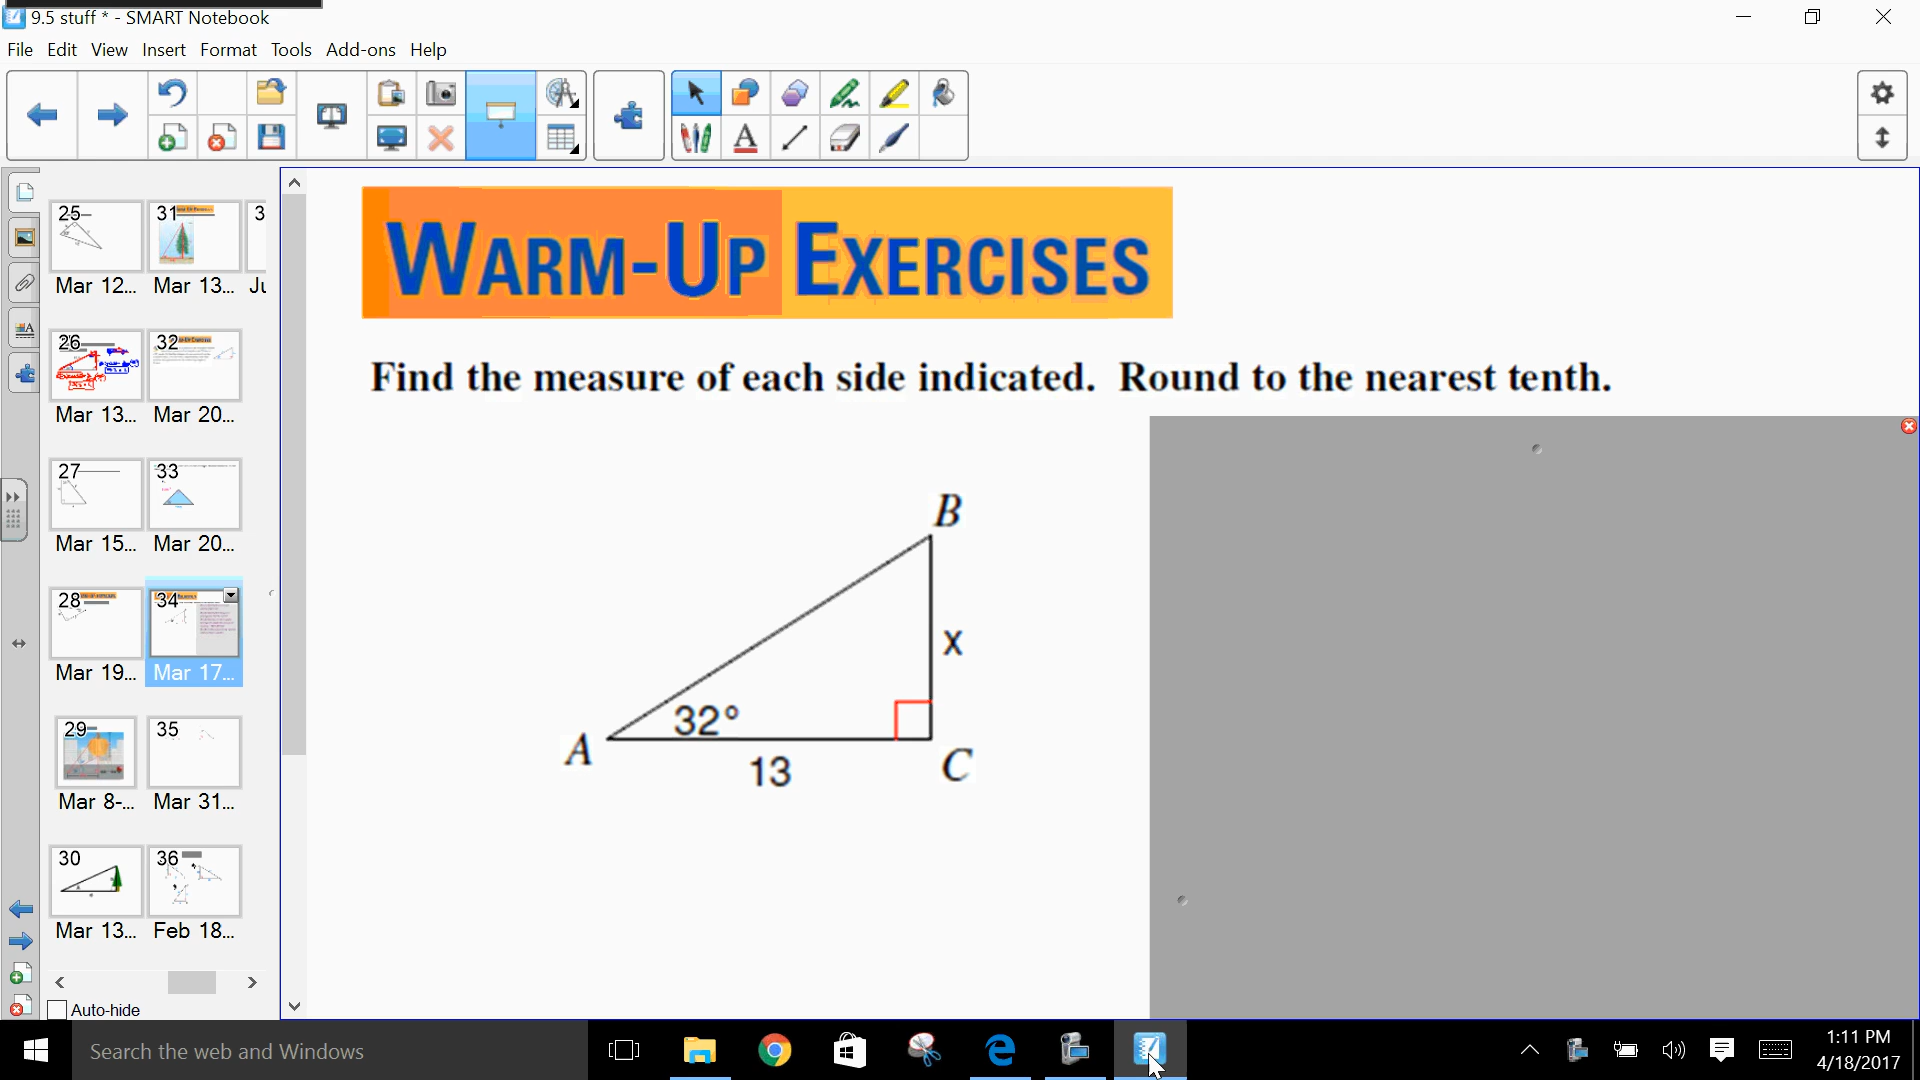 9.5 stuff * - SMART Notebook
File Edit View Insert Format Tools Add-ons Help
25
31
3
Mar 12... Mar 13... Ju
26
32
Mar 13... Mar 20...
27
33
Mar 15... Mar 20...
28
34
Mar 19... Mar 17...
29
35
Mar 8-... Mar 31...
30
36
Mar 13... Feb 18...
Auto-hide
WARM-UP EXERCISES
Find the measure of each side indicated. Round to the nearest tenth.
B
x
32°
A
13
C
Search the web and Windows
1:11 PM
4/18/2017